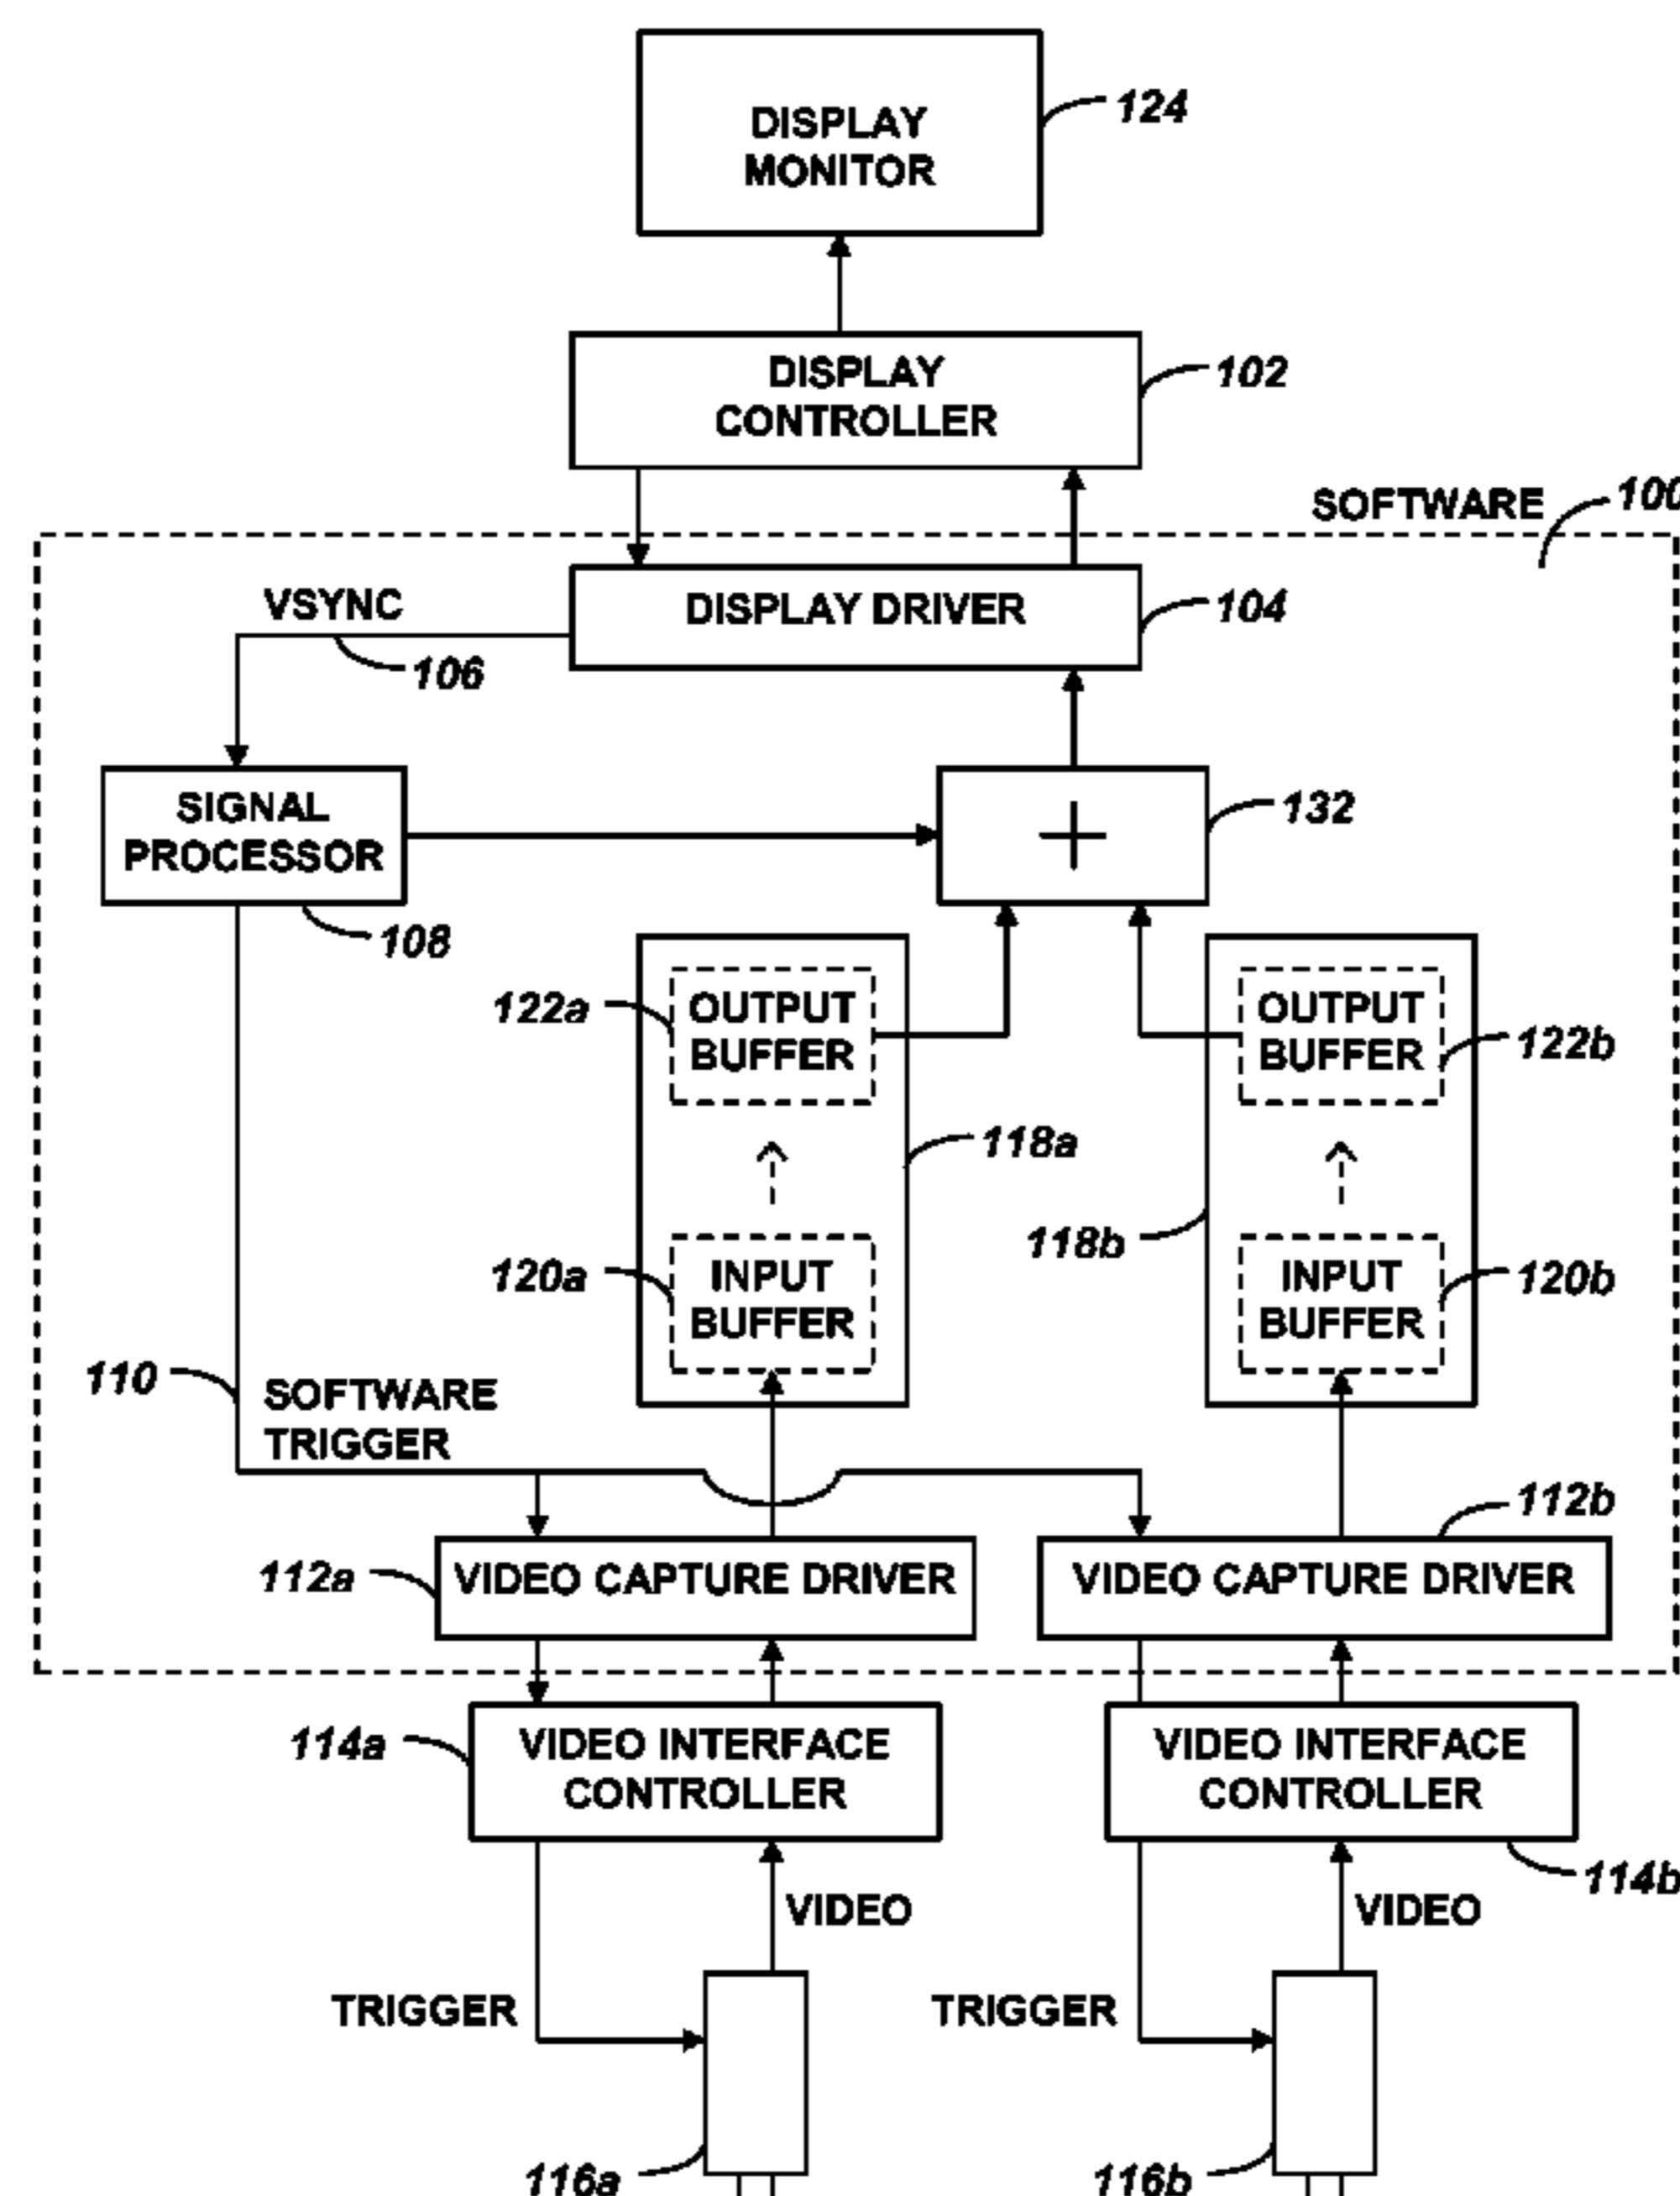 DISPLAY
MONITOR
124
DISPLAY
CONTROLLER
102
SOFTWARE
100
VSYNC
DISPLAY DRIVER
104
106
SIGNAL
PROCESSOR
132
108
122a
OUTPUT
BUFFER
OUTPUT
BUFFER
122b
118a
118b
120a
INPUT
BUFFER
INPUT
BUFFER
120b
110
SOFTWARE
TRIGGER
112b
112a
VIDEO CAPTURE DRIVER
VIDEO CAPTURE DRIVER
114a
VIDEO INTERFACE
CONTROLLER
VIDEO INTERFACE
CONTROLLER
114b
VIDEO
VIDEO
TRIGGER
TRIGGER
116a
116b